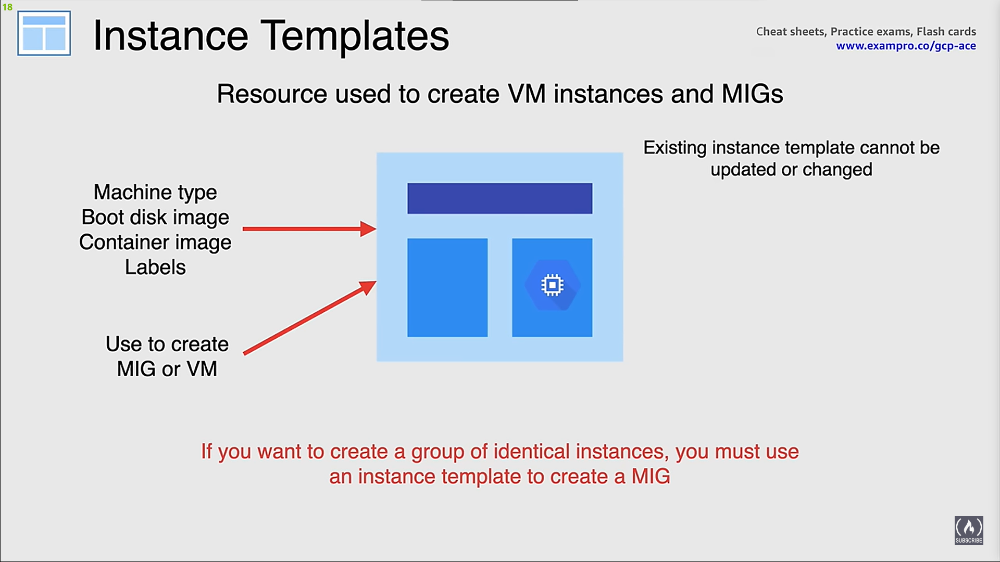 18
Instance Templates
Cheat sheets, Practice exams, Flash cards
www.exampro.co/gcp-ace
Resource used to create VM instances and MIGs
Existing instance template cannot be
updated or changed
Machine type
Boot disk image
Container image
Labels
Use to create
MIG or VM
If you want to create a group of identical instances, you must use
an instance template to create a MIG
SUBSCRIBE